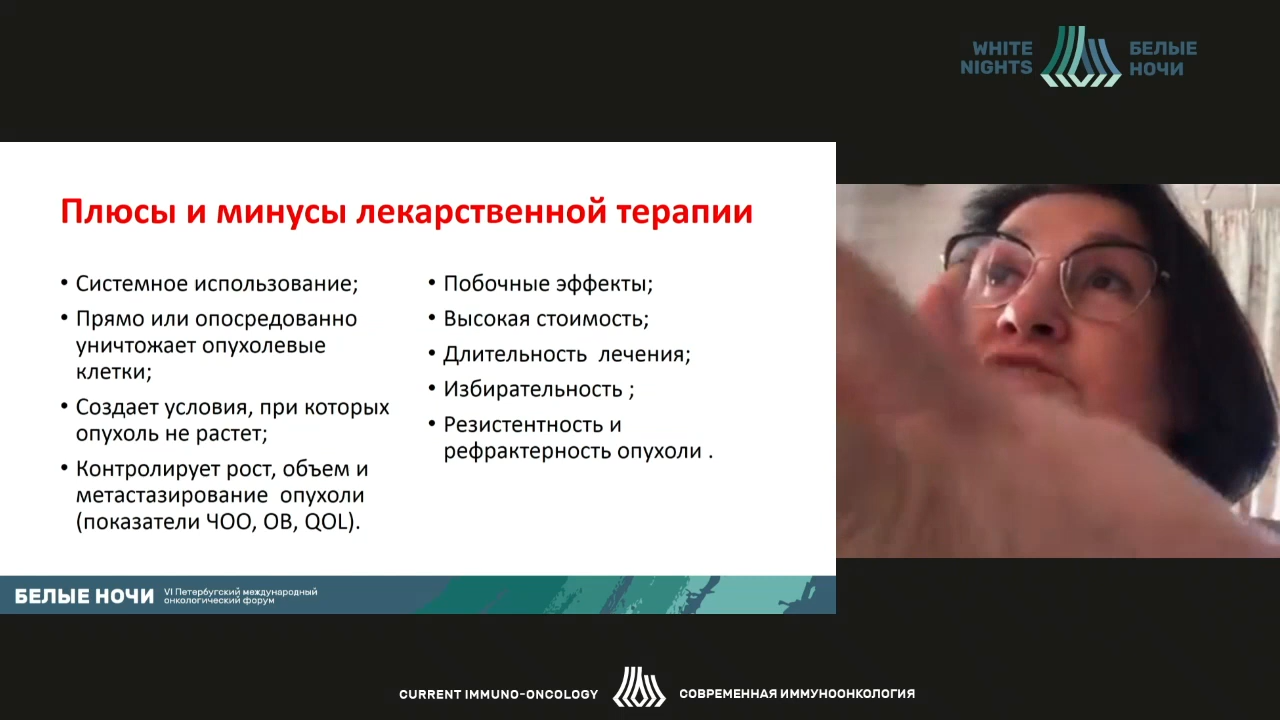 WHITE
NIGHTS
БЕЛЫЕ
НОЧИ
Плюсы и минусы лекарственной терапии
• Системное использование;
• Прямо или опосредованно
уничтожает опухолевые
клетки;
• Создает условия, при которых
опухоль не растет;
• Контролирует рост, объем и
метастазирование опухоли
(показатели ЧОО, ОВ, QOL).
• Побочные эффекты;
• Высокая стоимость;
• Длительность лечения;
• Избирательность ;
• Резистентность и
рефрактерность опухоли .
БЕЛЫЕ НОЧИ
VI Петербургский международный
онкологический форум
CURRENT IMMUNO-ONCOLOGY
СОВРЕМЕННАЯ ИММУНООНКОЛОГИЯ